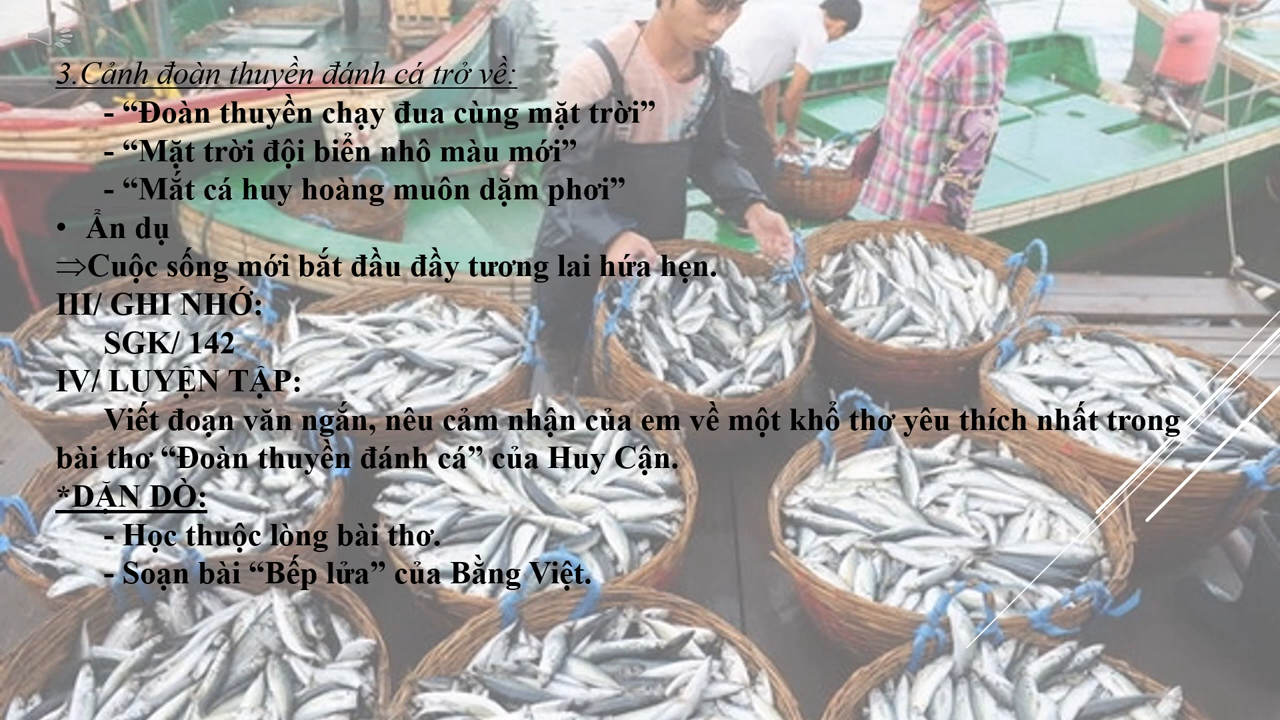 3.Cảnh đoàn thuyền đánh cá trở về:
- “Đoàn thuyền chạy đua cùng mặt trời”
- “Mặt trời đội biển nhô màu mới”
- “Mắt cá huy hoàng muôn dặm phơi”
• Ẩn dụ
⇒Cuộc sống mới bắt đầu đầy tương lai hứa hẹn.
III/ GHI NHỚ:
SGK/ 142
IV/ LUYỆN TẬP:
Viết đoạn văn ngắn, nêu cảm nhận của em về một khổ thơ yêu thích nhất trong
bài thơ “Đoàn thuyền đánh cá” của Huy Cận.
*DẶN DÒ:
- Học thuộc lòng bài thơ.
- Soạn bài “Bếp lửa” của Bằng Việt.